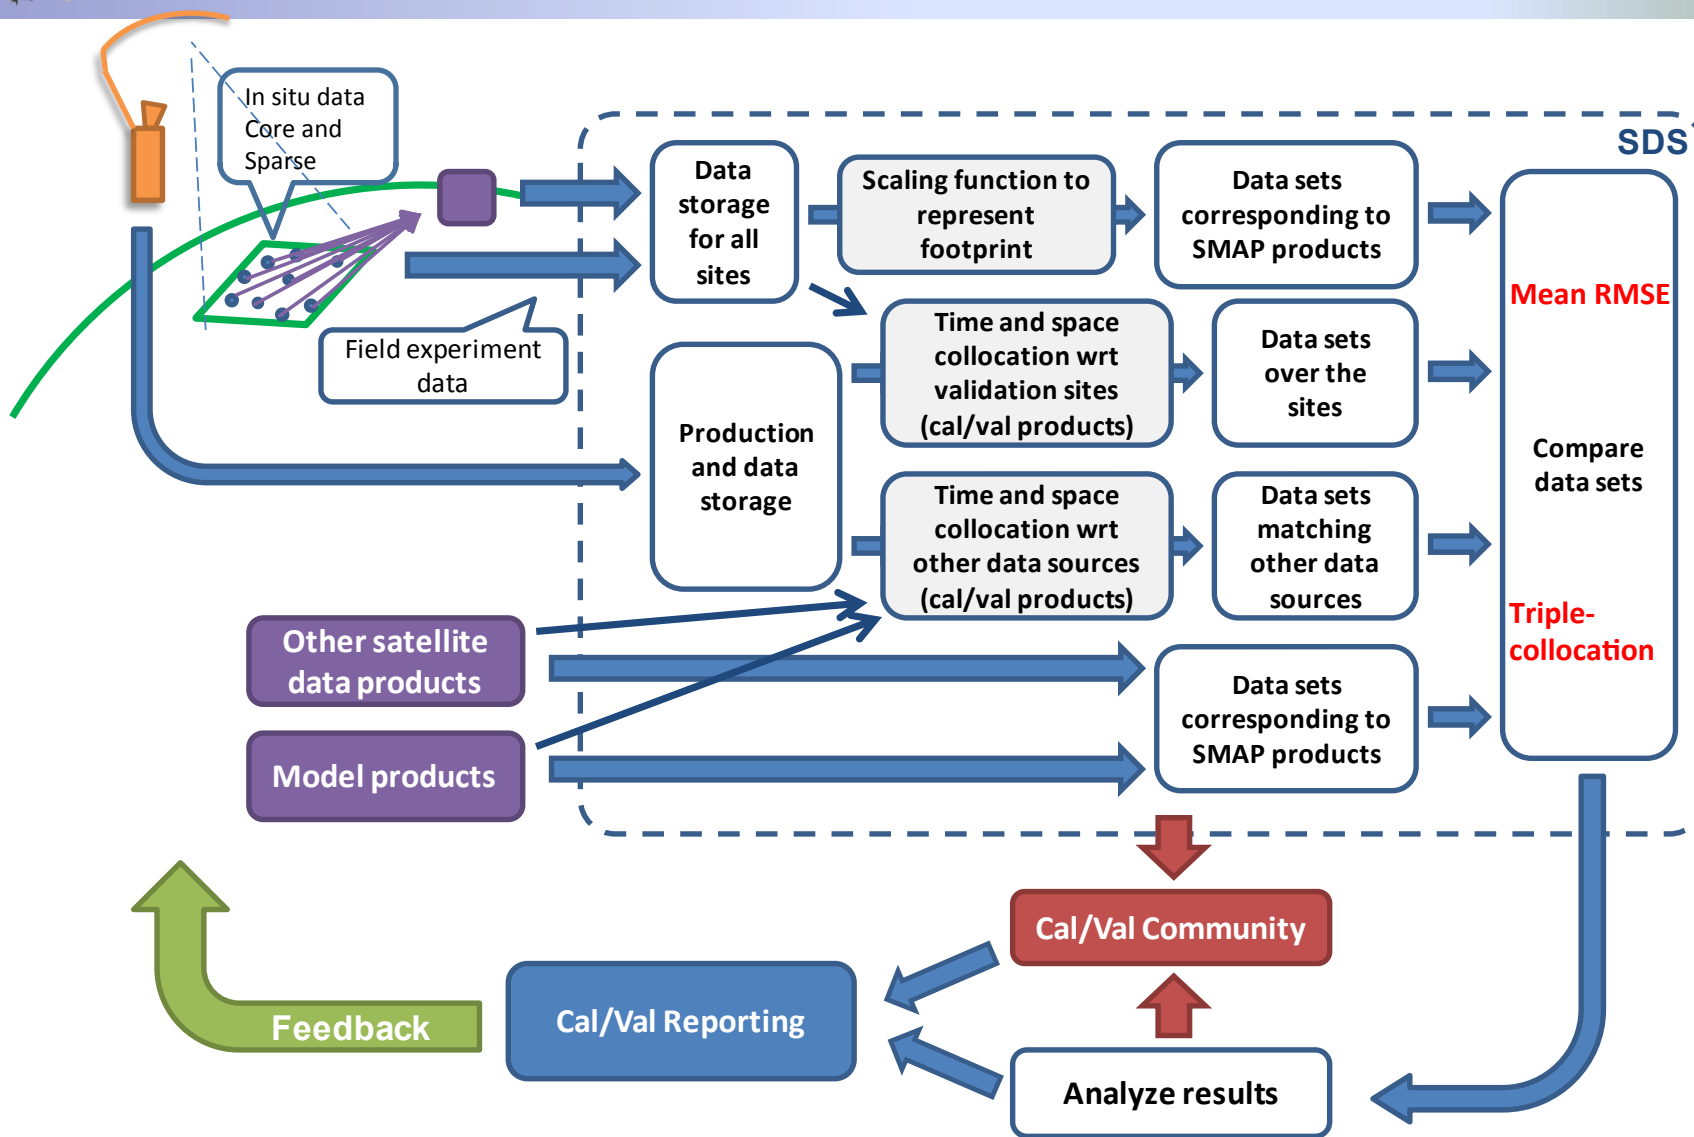 In situ data
Core and
Sparse
SDS
Data
storage
for all
sites
Scaling function to
represent
footprint
Data sets
corresponding to
SMAP products
Mean RMSE
Field experiment
data
Time and space
collocation wrt
validation sites
(cal/val products)
Data sets
over the
sites
Production
and data
storage
Compare
data sets
Time and space
collocation wrt
other data sources
(cal/val products)
Data sets
matching
other data
sources
Triple-
collocation
Other satellite
data products
Data sets
corresponding to
SMAP products
Model products
Cal/Val Community
Feedback
Cal/Val Reporting
Analyze results